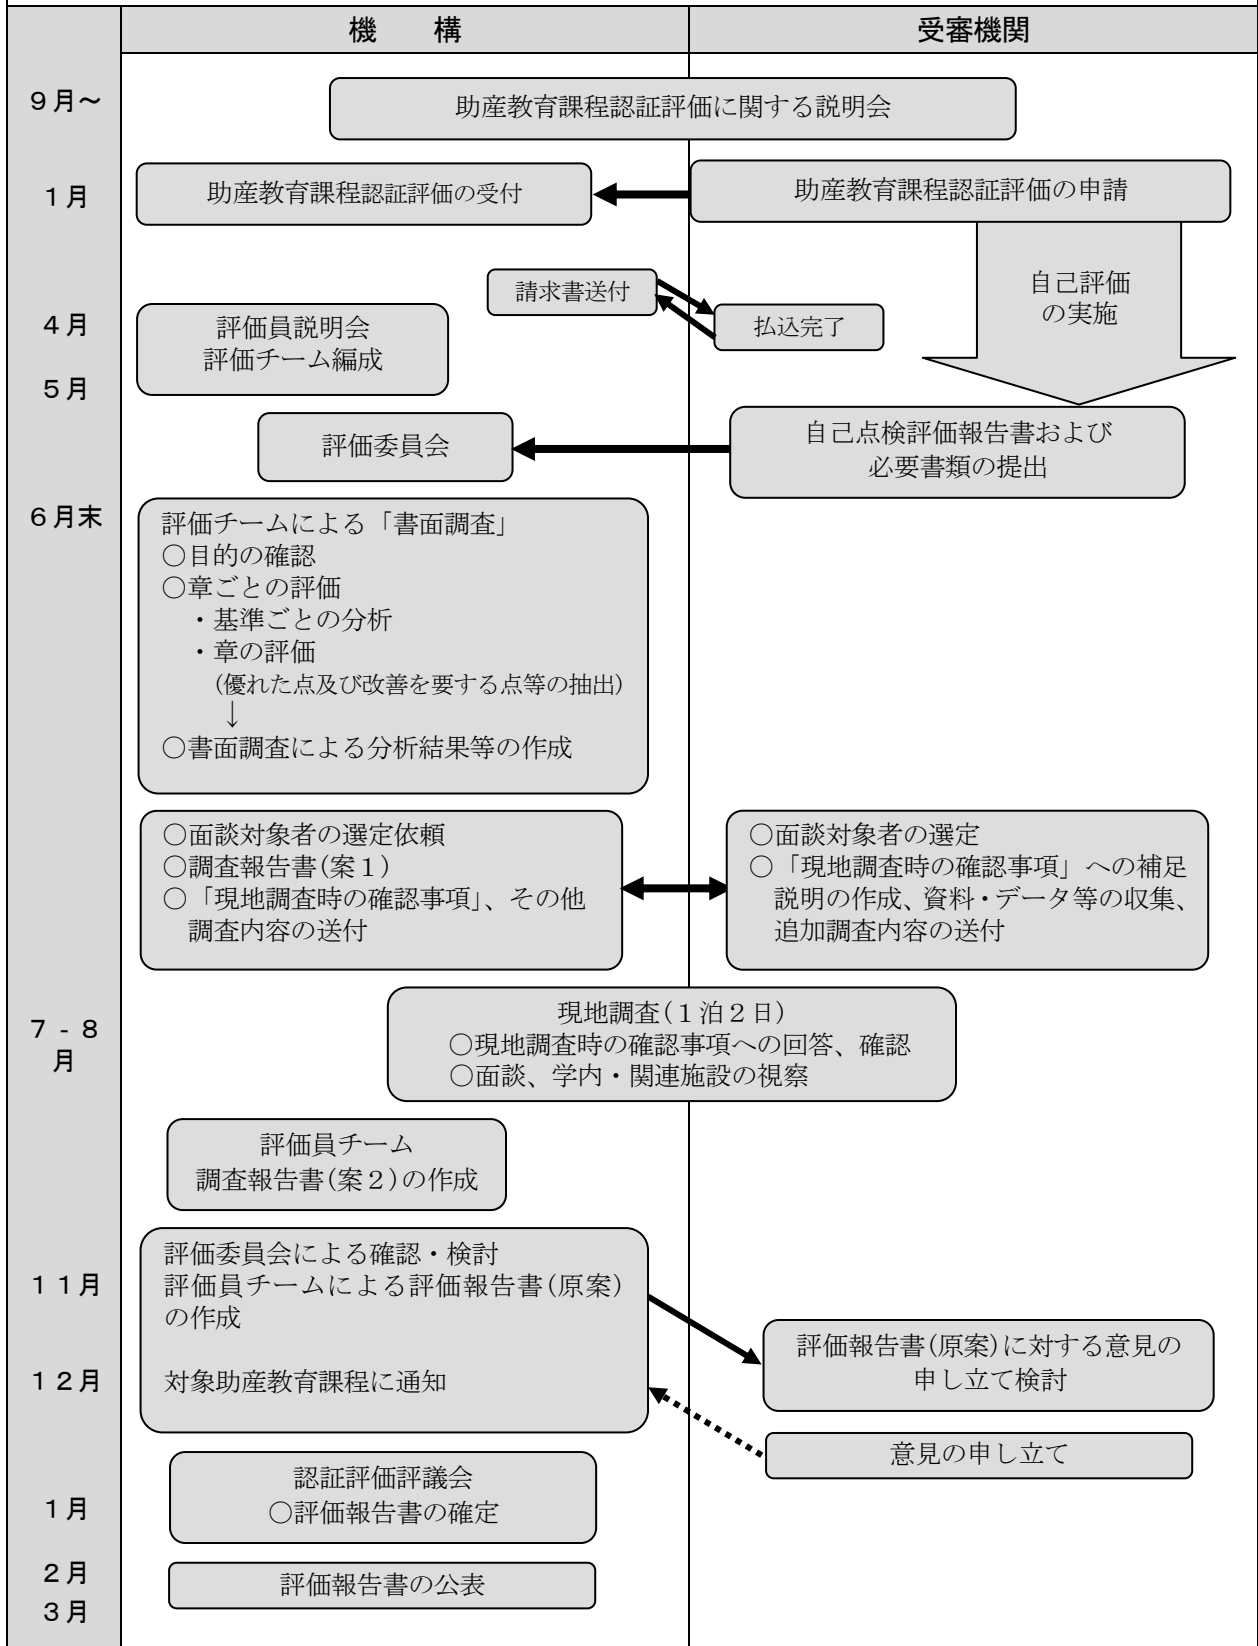 機　　構
受審機関
９月～
助産教育課程認証評価に関する説明会
１月
助産教育課程認証評価の受付
助産教育課程認証評価の申請
自己評価
の実施
請求書送付
払込完了
４月
評価員説明会
評価チーム編成
５月
評価委員会
自己点検評価報告書および
必要書類の提出
６月末
評価チームによる「書面調査」
○目的の確認
○章ごとの評価
・基準ごとの分析
・章の評価
（優れた点及び改善を要する点等の抽出）
↓
○書面調査による分析結果等の作成
○面談対象者の選定依頼
○調査報告書(案１)
○「現地調査時の確認事項」、その他
調査内容の送付
○面談対象者の選定
○「現地調査時の確認事項」への補足
説明の作成、資料・データ等の収集、
追加調査内容の送付
７-８
月
現地調査(１泊２日)
○現地調査時の確認事項への回答、確認
○面談、学内・関連施設の視察
評価員チーム
調査報告書(案２)の作成
１１月
評価委員会による確認・検討
評価員チームによる評価報告書(原案)
の作成
１２月
対象助産教育課程に通知
評価報告書(原案)に対する意見の
申し立て検討
意見の申し立て
１月
認証評価評議会
○評価報告書の確定
２月
３月
評価報告書の公表